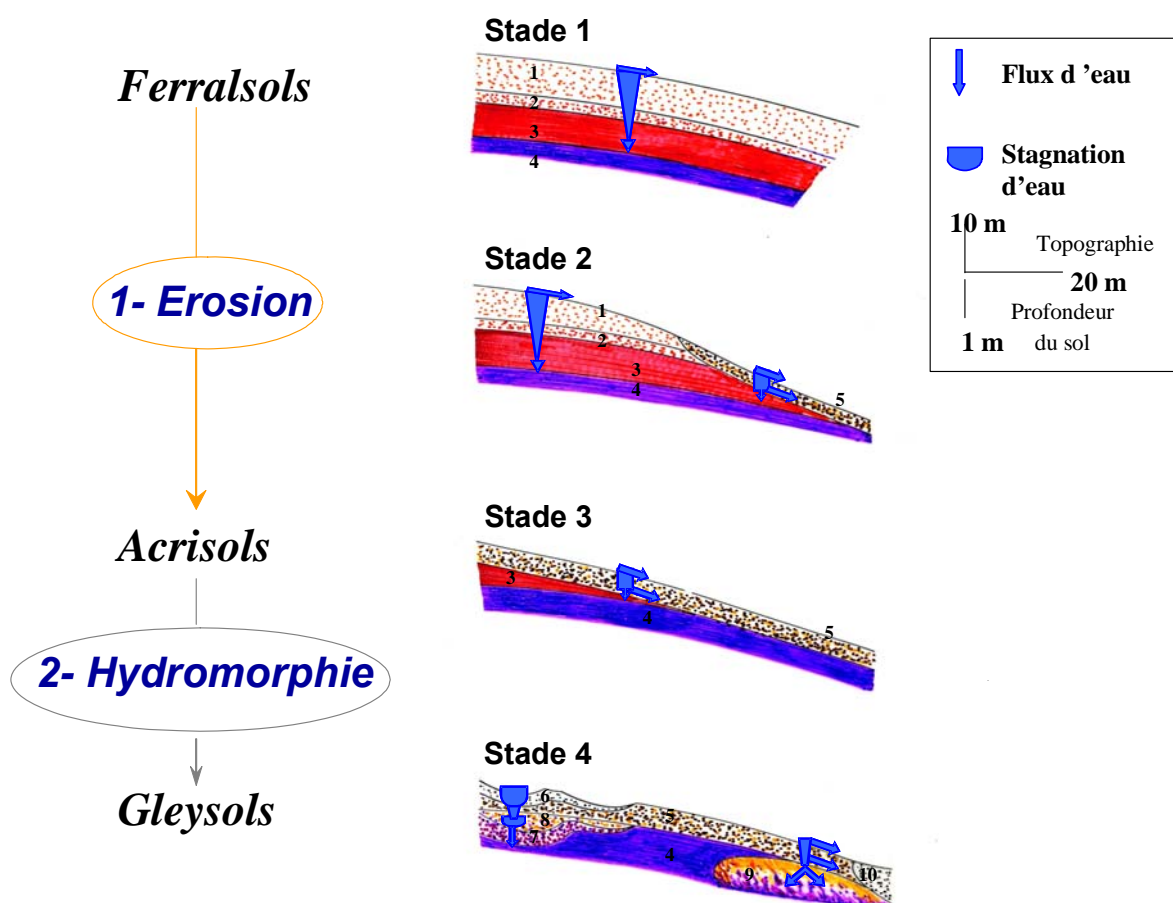 Ferralsols
1- Erosion
Acrisols
2- Hydromorphie
Gleysols
Stade 1
1
2
3
4
Stade 2
1
2
3
4
5
Stade 3
3
4
5
Stade 4
6
5
8
7
4
9
10
Flux d ’eau
Stagnation
d’eau
10 m
Topographie
20 m
Profondeur
1 m
du sol